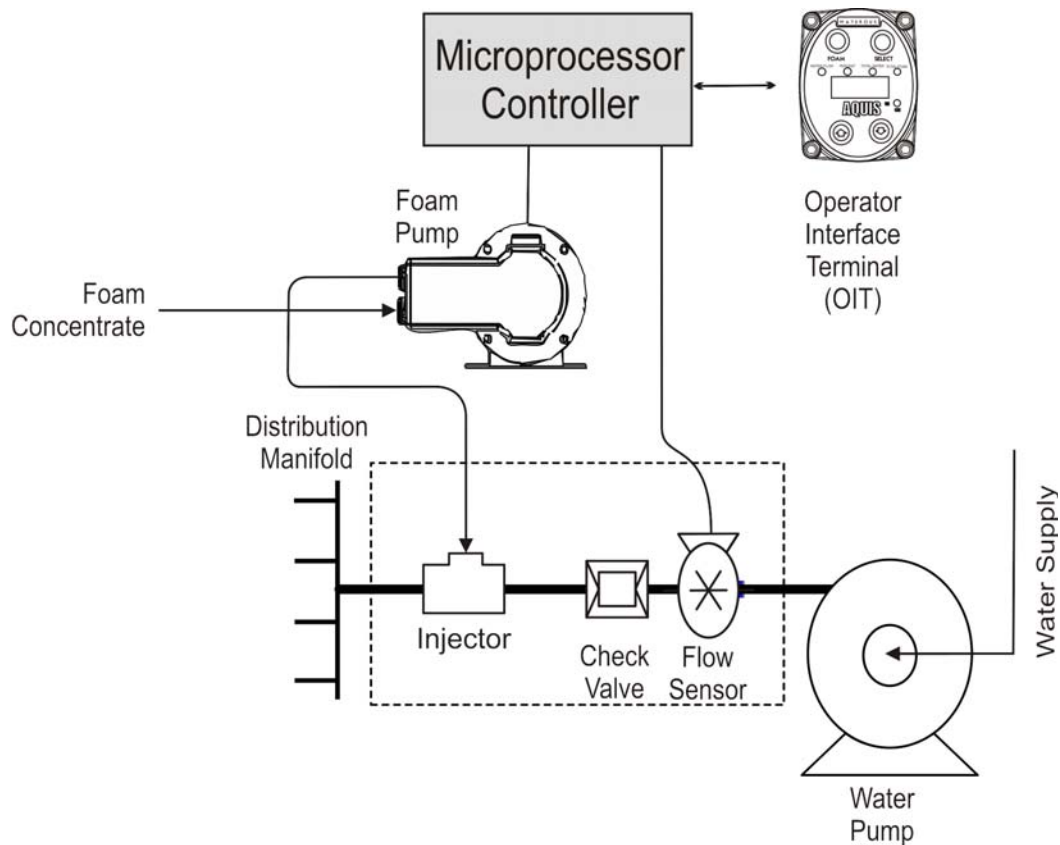 Microprocessor
Controller
WATEROUS
FOAM
SELECT
AQUIS
Operator
Interface
Terminal
(OIT)
Foam
Pump
Foam
Concentrate
Distribution
Manifold
Injector
Check
Valve
Flow
Sensor
Water Supply
Water
Pump